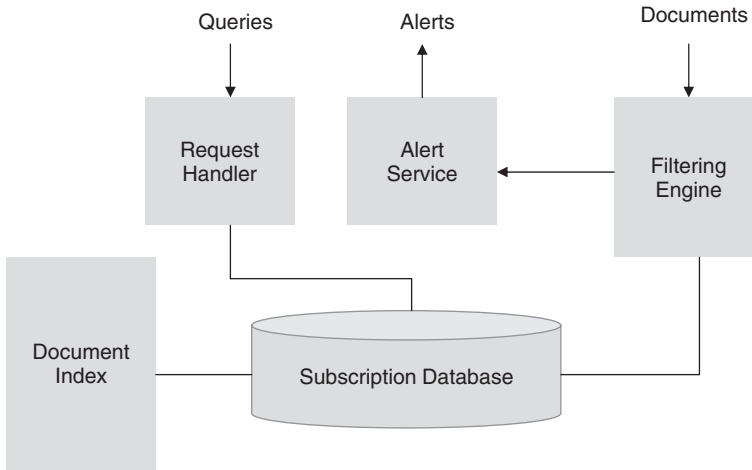 Queries
Alerts
Documents
Request
Handler
Alert
Service
Filtering
Engine
Document
Index
Subscription Database